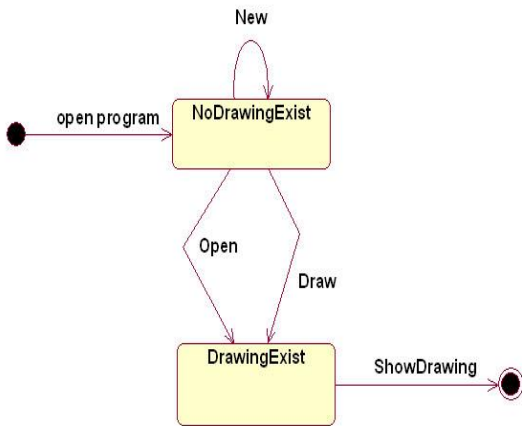 New
open program
NoDrawingExist
Open
Draw
DrawingExist
ShowDrawing